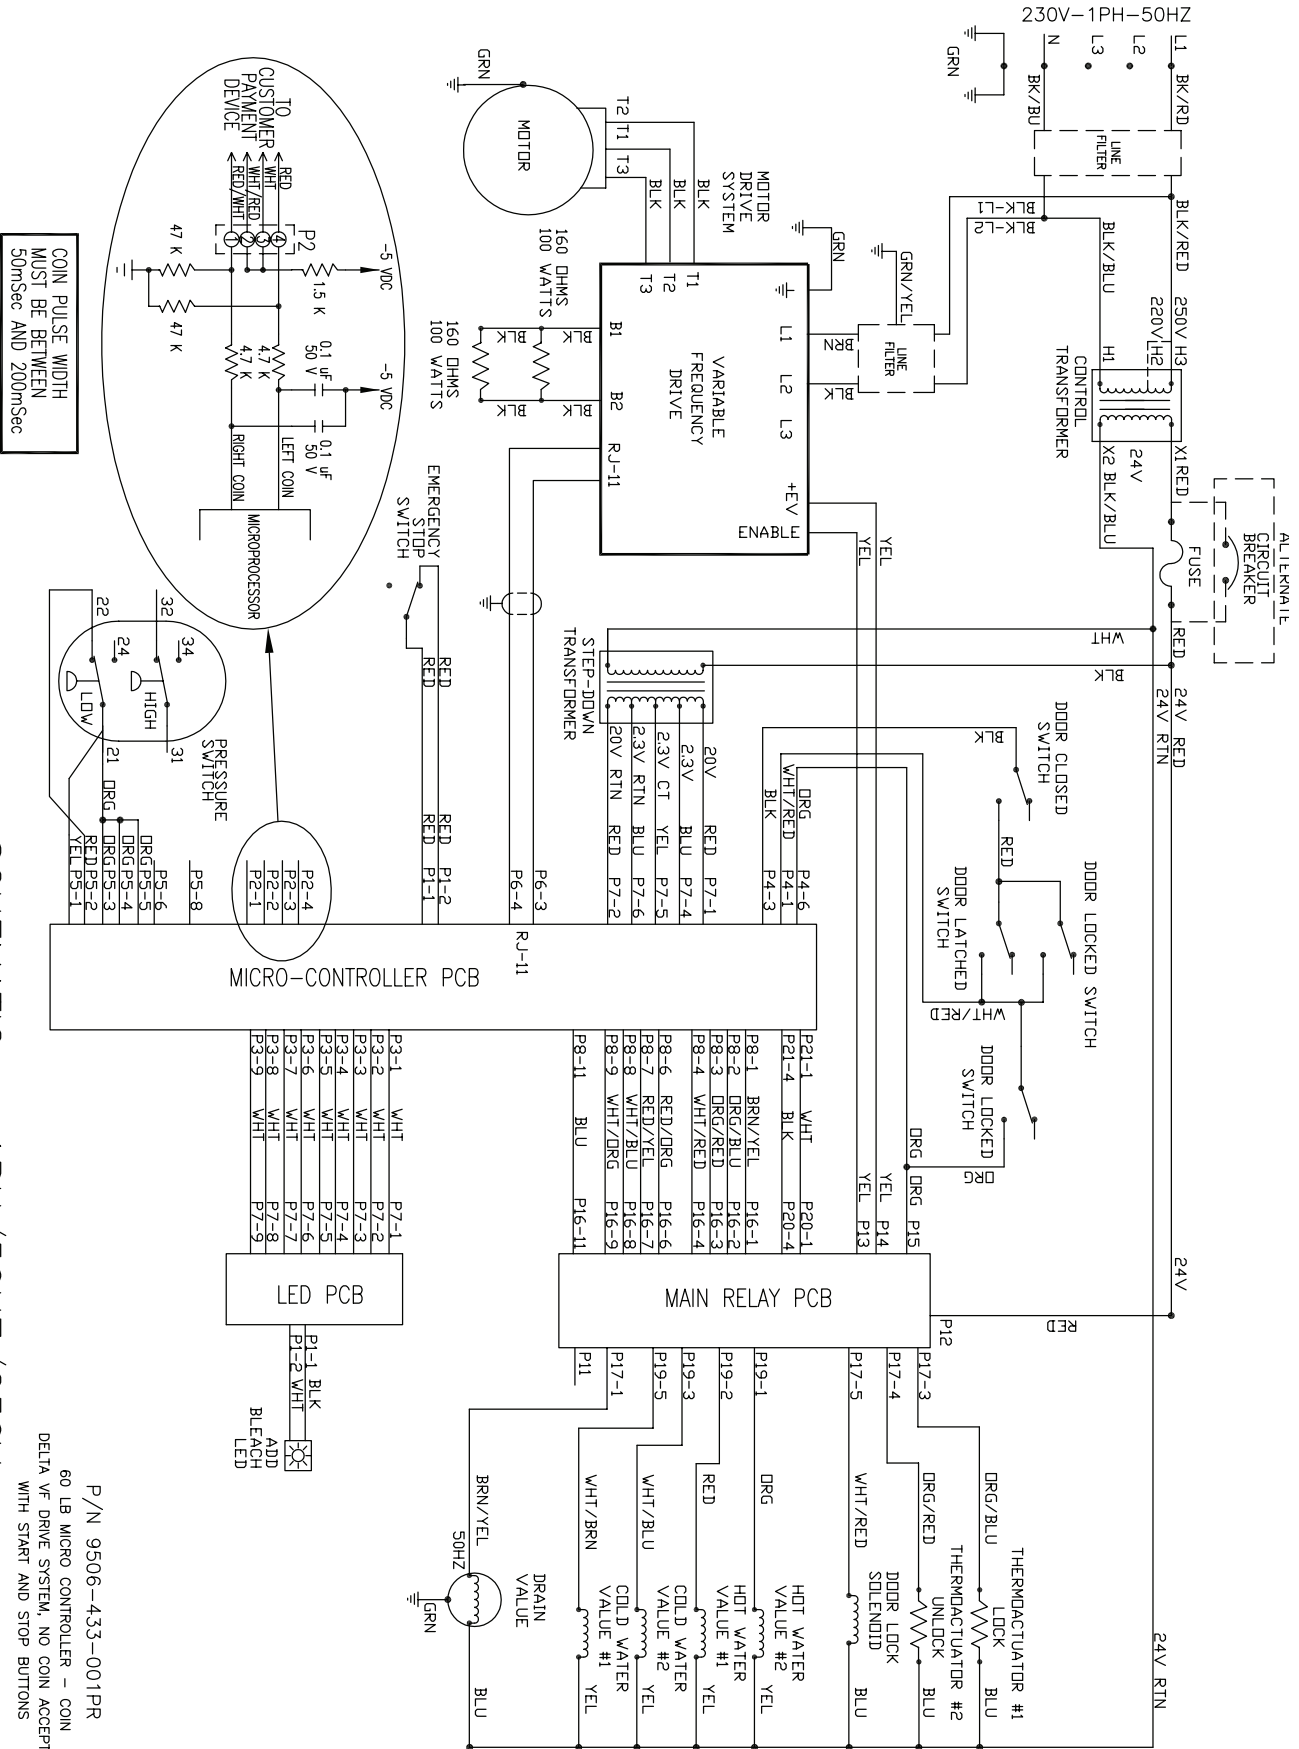 230V-1PH-50HZ
L1
L2
L3
N
GRN
BK/RD
BK/BU
LINE
FILTER
BLK/RED
BLK-L1
BLK-L2
BLK/BLU
250V H3
220V H2
H1
CONTROL
TRANSFORMER
24V
X1 RED
X2 BLK/BLU
ALTERNATE
CIRCUIT
BREAKER
FUSE
RED
WHT
BLK
24V RED
24V RTN
24V
RED
24V RTN
GRN
MOTOR
T2
T1
T3
BLK
BLK
BLK
MOTOR
DRIVE
SYSTEM
GRN
GRN/YEL
LINE
FILTER
BRN
BLK
T1
T2
T3
L1
L2
L3
VARIABLE
FREQUENCY
DRIVE
B1
B2
RJ-11
+EV
ENABLE
YEL
YEL
160 OHMS
100 WATTS
BLK
BLK
BLK
BLK
160 OHMS
100 WATTS
TO
CUSTOMER
PAYMENT
DEVICE
RED
WHT
WHT/RED
RED/WHT
P2
4
3
2
1
-5 VDC
1.5 K
47 K
47 K
4.7 K
4.7 K
0.1 uF
50 V
-5 VDC
0.1 uF
50 V
LEFT COIN
RIGHT COIN
MICROPROCESSOR
COIN PULSE WIDTH
MUST BE BETWEEN
50mSec AND 200mSec
EMERGENCY
STOP
SWITCH
RED
RED
RED P1-2
RED P1-1
32
34
22
24
HIGH
LOW
31
21
PRESSURE
SWITCH
ORG
P5-8
P5-6
ORG P5-5
ORG P5-4
ORG P5-3
RED P5-2
YEL P5-1
P2-4
P2-3
P2-2
P2-1
P6-3
P6-4
RJ-11
STEP-DOWN
TRANSFORMER
20V RED P7-1
2.3V BLU P7-4
2.3V CT YEL P7-5
2.3V RTN BLU P7-6
20V RTN RED P7-2
ORG P4-6
WHT/RED P4-1
BLK P4-3
BLK
DOOR CLOSED
SWITCH
RED
DOOR LOCKED SWITCH
DOOR LATCHED
SWITCH
WHT/RED
DOOR LOCKED
SWITCH
ORG
ORG
MICRO-CONTROLLER PCB
P21-1 WHT P20-1
P21-4 BLK P20-4
P8-1 BRN/YEL P16-1
P8-2 ORG/BLU P16-2
P8-3 ORG/RED P16-3
P8-4 WHT/RED P16-4
P8-6 RED/ORG P16-6
P8-7 RED/YEL P16-7
P8-8 WHT/BLU P16-8
P8-9 WHT/ORG P16-9
P8-11 BLU P16-11
ORG P15
YEL P14
YEL P13
P3-1 WHT P7-1
P3-2 WHT P7-2
P3-3 WHT P7-3
P3-4 WHT P7-4
P3-5 WHT P7-5
P3-6 WHT P7-6
P3-7 WHT P7-7
P3-8 WHT P7-8
P3-9 WHT P7-9
LED PCB
P1-1 BLK
P1-2 WHT
ADD
BLEACH
LED
MAIN RELAY PCB
P12
P17-3
P17-4
P17-5
P19-1
P19-2
P19-3
P19-5
P17-1
P11
ORG/BLU
THERMOACTUATOR #1
LOCK
BLU
ORG/RED
THERMOACTUATOR #2
UNLOCK
BLU
WHT/RED
DOOR LOCK
SOLENOID
BLU
ORG
HOT WATER
VALUE #2
YEL
RED
HOT WATER
VALUE #1
YEL
WHT/BLU
COLD WATER
VALUE #2
YEL
WHT/BRN
COLD WATER
VALUE #1
YEL
BRN/YEL
50HZ
DRAIN
VALUE
GRN
BLU
P/N 9506-433-001PR
60 LB MICRO CONTROLLER - COIN
DELTA VF DRIVE SYSTEM, NO COIN ACCEPT
WITH START AND STOP BUTTONS